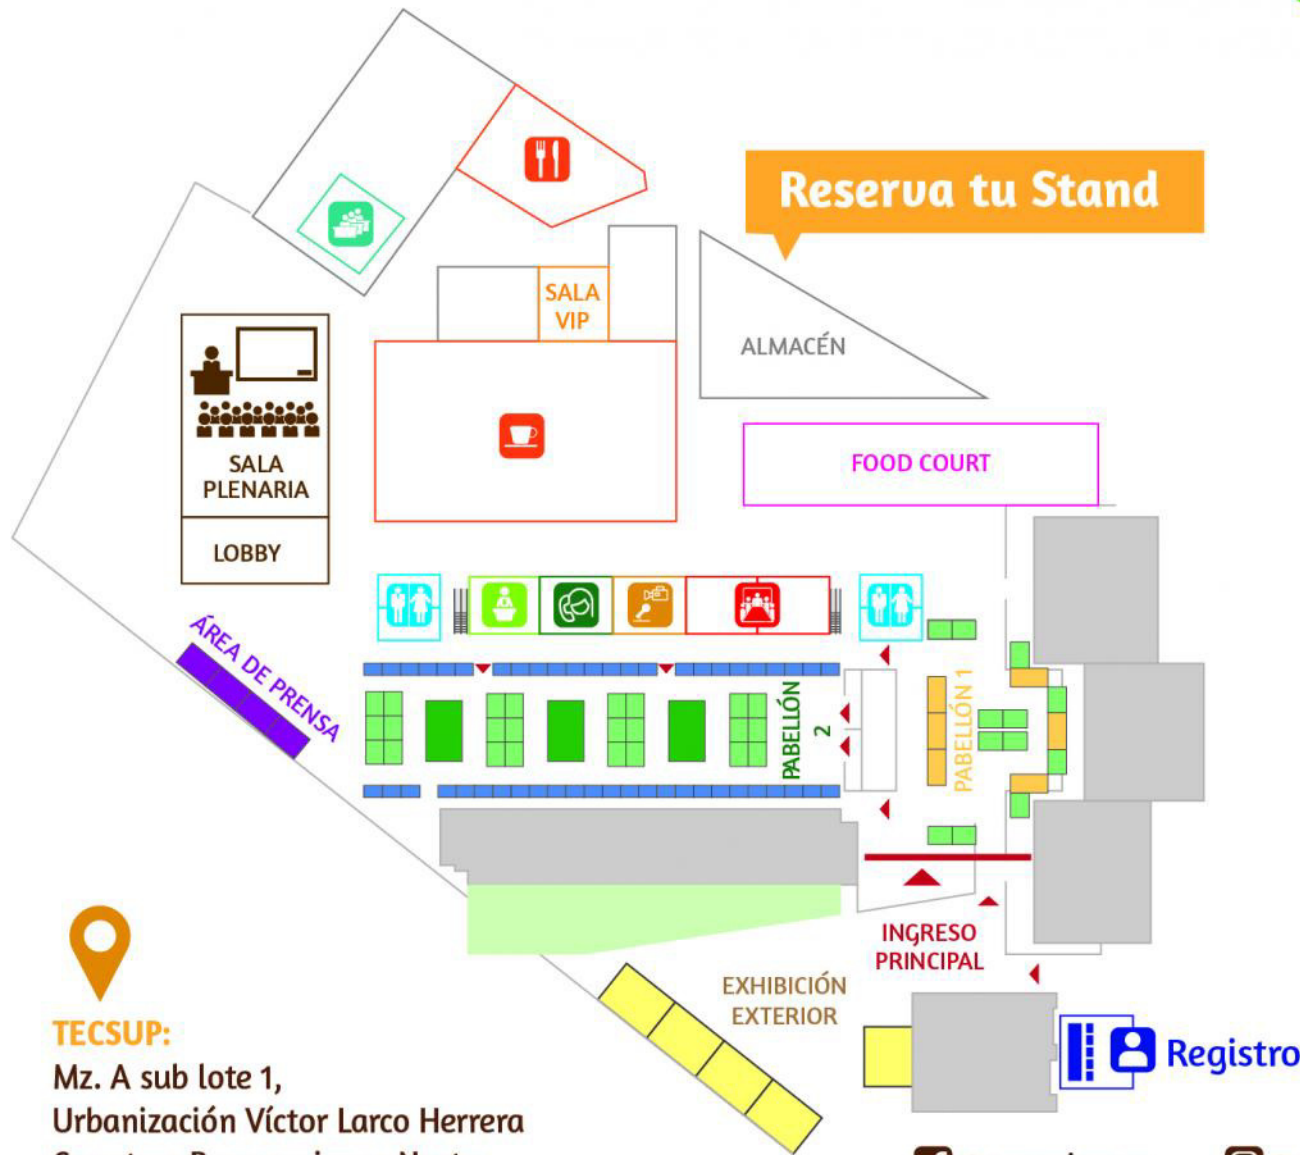 Reserva tu Stand
SALA
VIP
ALMACÉN
FOOD COURT
SALA
PLENARIA
LOBBY
ÁREA DE PRENSA
PABELLÓN
2
PABELLÓN 1
INGRESO
PRINCIPAL
EXHIBICIÓN
EXTERIOR
Registro
TECSUP:
Mz. A sub lote 1,
Urbanización Víctor Larco Herrera